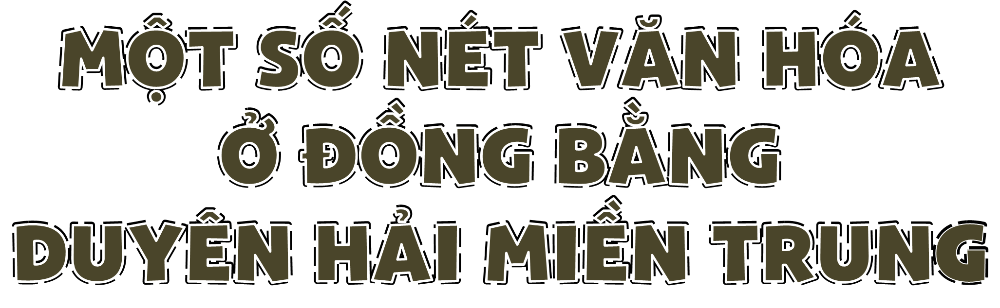 MỘT SỐ NÉT VĂN HÓA
Ở ĐỒNG BẰNG
DUYÊN HẢI MIỀN TRUNG